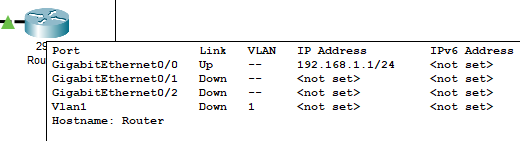 29
Rou
Port Link VLAN IP Address IPv6 Address
GigabitEthernet0/0 Up -- 192.168.1.1/24 <not set>
GigabitEthernet0/1 Down -- <not set> <not set>
GigabitEthernet0/2 Down -- <not set> <not set>
Vlan1 Down 1 <not set> <not set>
Hostname: Router